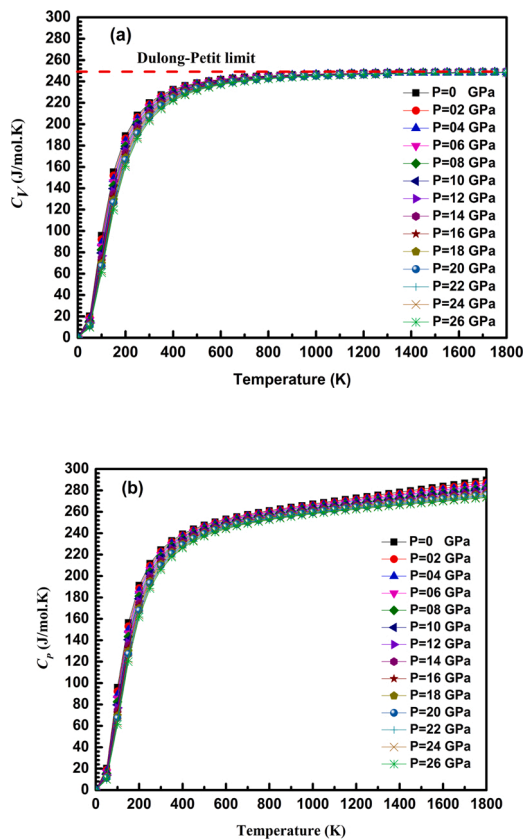 (a)
Dulong-Petit limit
300
280
260
240
220
200
180
160
140
120
100
80
60
40
20
0
C_V (J/mol.K)
P=0 GPa
P=02 GPa
P=04 GPa
P=06 GPa
P=08 GPa
P=10 GPa
P=12 GPa
P=14 GPa
P=16 GPa
P=18 GPa
P=20 GPa
P=22 GPa
P=24 GPa
P=26 GPa
0 200 400 600 800 1000 1200 1400 1600 1800
Temperature (K)
(b)
300
280
260
240
220
200
180
160
140
120
100
80
60
40
20
0
C_P (J/mol.K)
P=0 GPa
P=02 GPa
P=04 GPa
P=06 GPa
P=08 GPa
P=10 GPa
P=12 GPa
P=14 GPa
P=16 GPa
P=18 GPa
P=20 GPa
P=22 GPa
P=24 GPa
P=26 GPa
0 200 400 600 800 1000 1200 1400 1600 1800
Temperature (K)